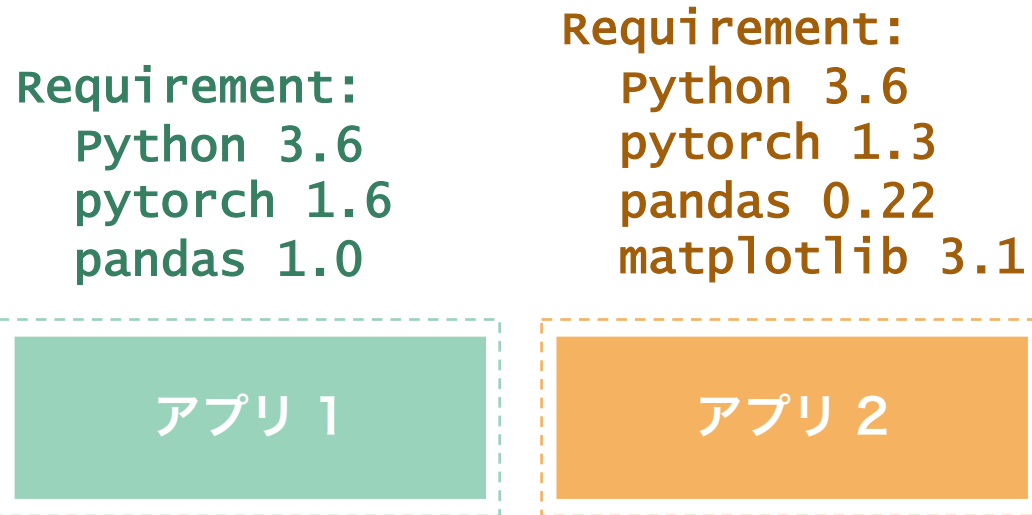 Requirement:
Python 3.6
pytorch 1.6
pandas 1.0
アプリ 1
Requirement:
Python 3.6
pytorch 1.3
pandas 0.22
matplotlib 3.1
アプリ 2